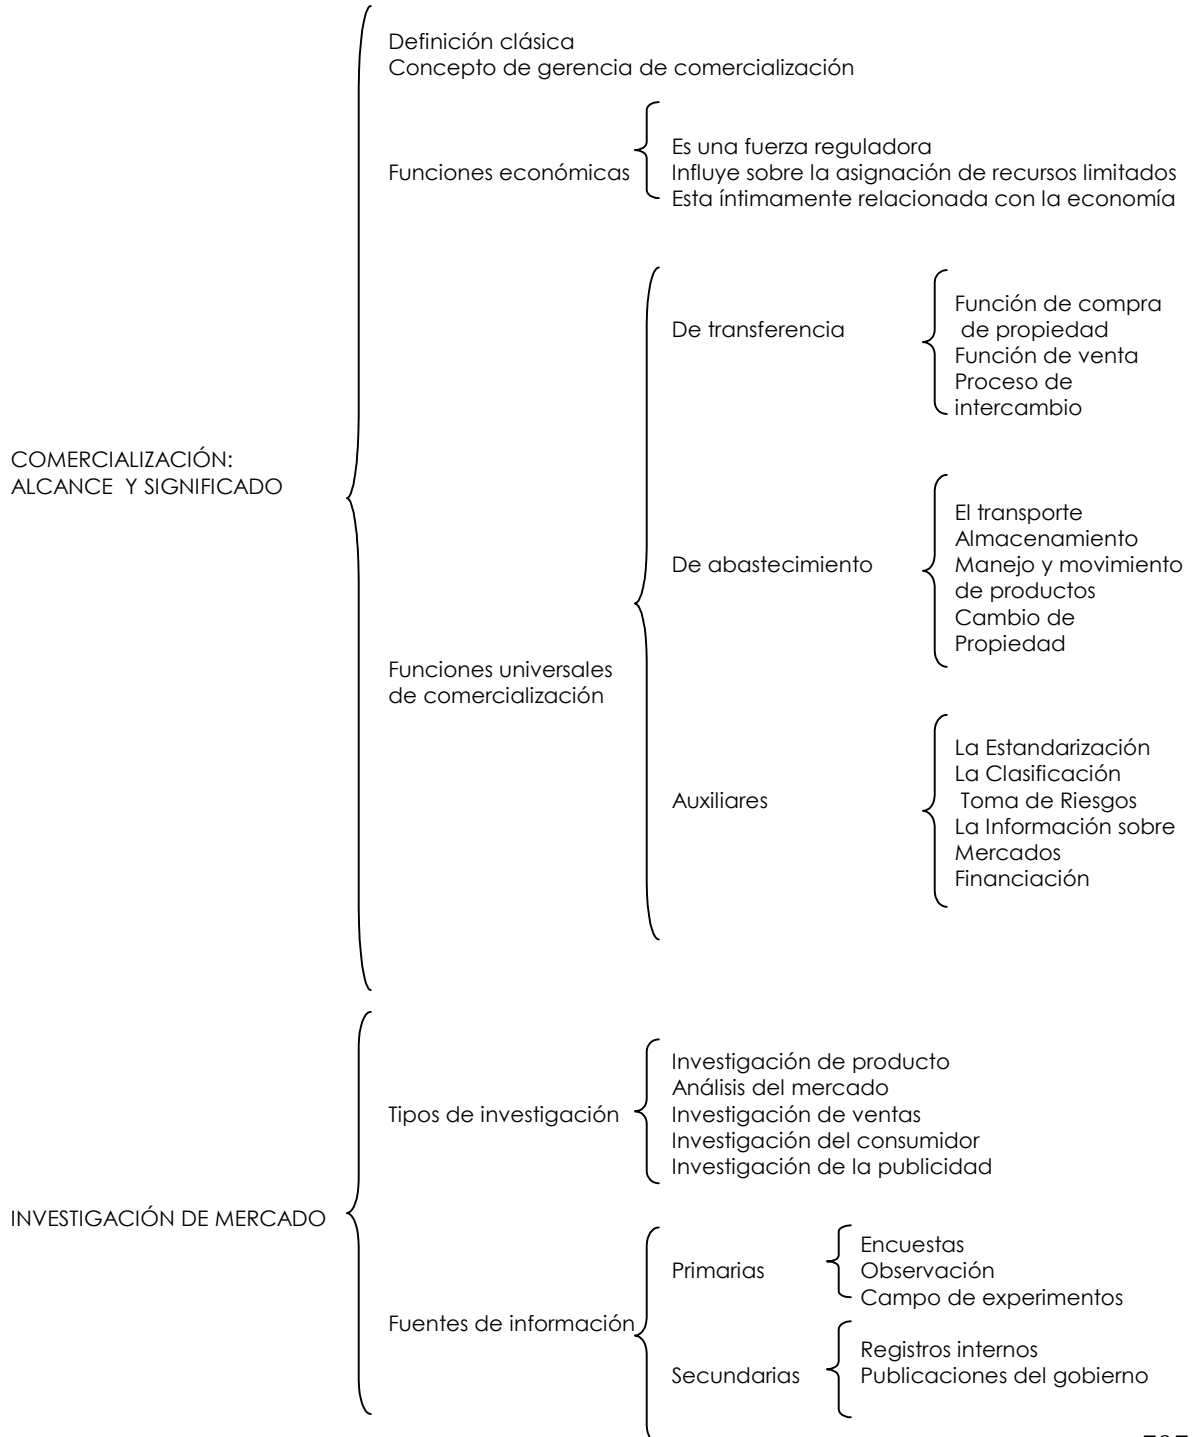 Definición clásica
Concepto de gerencia de comercialización
Funciones económicas
Es una fuerza reguladora
Influye sobre la asignación de recursos limitados
Esta íntimamente relacionada con la economía
COMERCIALIZACIÓN:
ALCANCE Y SIGNIFICADO
Funciones universales
de comercialización
De transferencia
Función de compra
de propiedad
Función de venta
Proceso de
intercambio
De abastecimiento
El transporte
Almacenamiento
Manejo y movimiento
de productos
Cambio de
Propiedad
Auxiliares
La Estandarización
La Clasificación
Toma de Riesgos
La Información sobre
Mercados
Financiación
INVESTIGACIÓN DE MERCADO
Tipos de investigación
Investigación de producto
Análisis del mercado
Investigación de ventas
Investigación del consumidor
Investigación de la publicidad
Fuentes de información
Primarias
Encuestas
Observación
Campo de experimentos
Secundarias
Registros internos
Publicaciones del gobierno